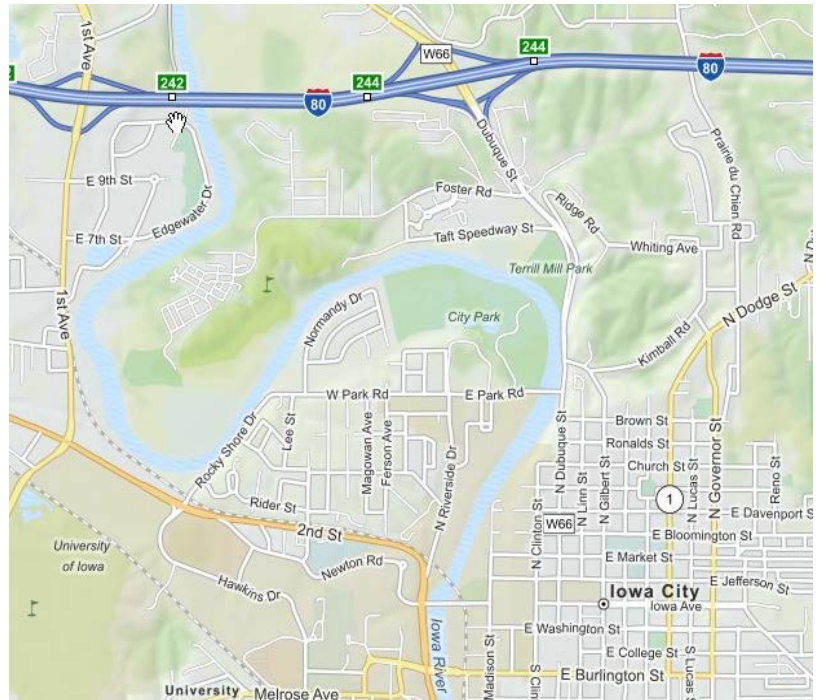 1st Ave
W66
244
242
244
80
80
Dubuque St
Prairie du Chien Rd
E 9th St
Edgewater Dr
Foster Rd
Ridge Rd
E 7th St
Taft Speedway St
Whiting Ave
Terrill Mill Park
1st Ave
Normandy Dr
City Park
N Dodge St
Kimball Rd
W Park Rd
E Park Rd
Rocky Shore Dr
Lee St
Magowan Ave
Ferson Ave
N Riverside Dr
N Dubuque St
Brown St
Ronalds St
Church St
N Linn St
N Gilbert St
N Lucas St
N Governor St
Reno St
1
Rider St
2nd St
W66
N Clinton St
E Davenport St
E Bloomington St
University
of Iowa
Newton Rd
E Market St
E Jefferson St
Hawkins Dr
Iowa City
Iowa Ave
Iowa River
Madison St
E Washington St
E College St
E Burlington St
University
Melrose Ave